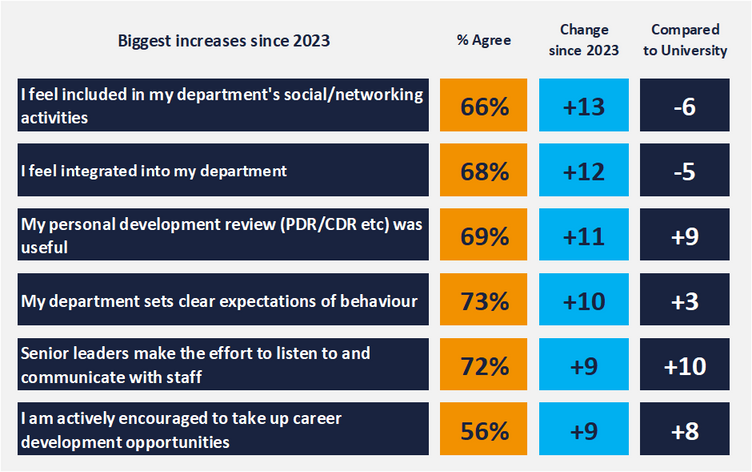 Biggest increases since 2023
% Agree
Change
since 2023
Compared
to University
I feel included in my department's social/networking
activities
66%
+13
-6
I feel integrated into my department
68%
+12
-5
My personal development review (PDR/CDR etc) was
useful
69%
+11
+9
My department sets clear expectations of behaviour
73%
+10
+3
Senior leaders make the effort to listen to and
communicate with staff
72%
+9
+10
I am actively encouraged to take up career
development opportunities
56%
+9
+8